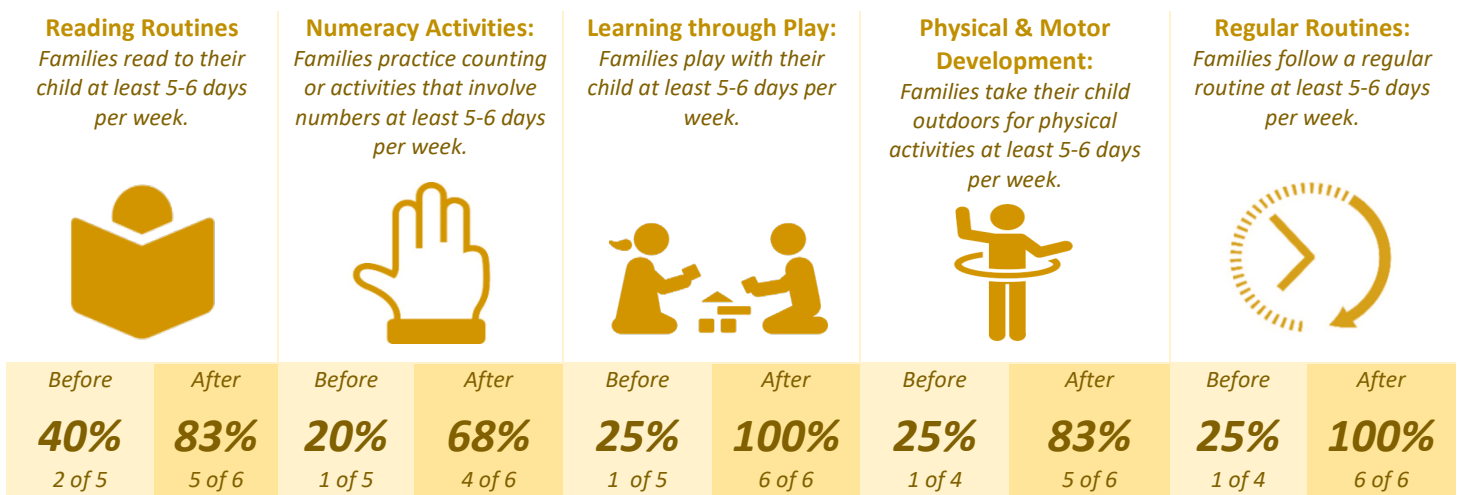 Reading Routines
Families read to their
child at least 5-6 days
per week.
Numeracy Activities:
Families practice counting
or activities that involve
numbers at least 5-6 days
per week.
Learning through Play:
Families play with their
child at least 5-6 days per
week.
Physical & Motor
Development:
Families take their child
outdoors for physical
activities at least 5-6 days
per week.
Regular Routines:
Families follow a regular
routine at least 5-6 days
per week.
Before
40%
2 of 5
After
83%
5 of 6
Before
20%
1 of 5
After
68%
4 of 6
Before
25%
1 of 5
After
100%
6 of 6
Before
25%
1 of 4
After
83%
5 of 6
Before
25%
1 of 4
After
100%
6 of 6